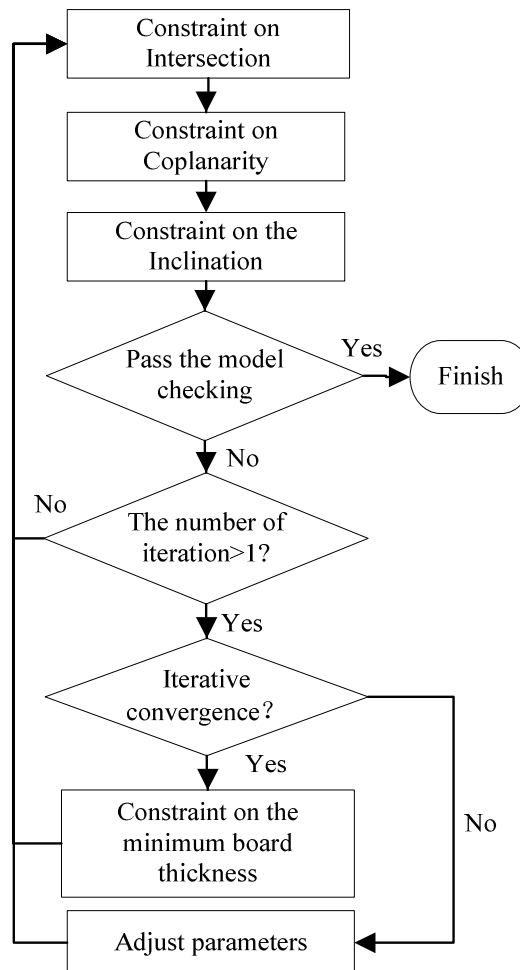 Constraint on
Intersection
Constraint on
Coplanarity
Constraint on the
Inclination
Pass the model
checking
Yes
Finish
No
No
The number of
iteration>1?
Yes
Iterative
convergence？
Yes
Constraint on the
minimum board
thickness
No
Adjust parameters